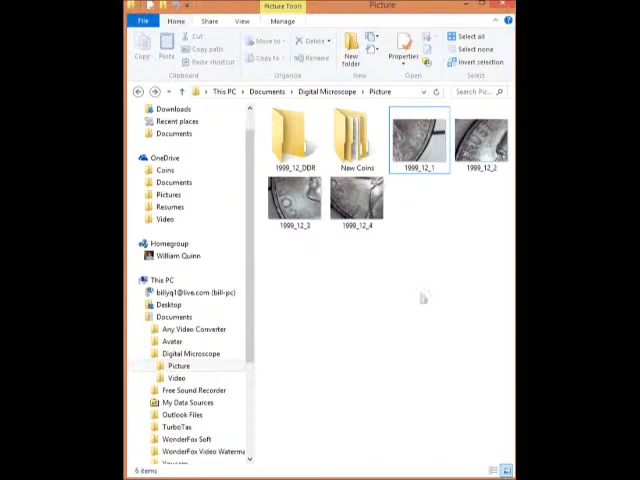 Picture Tools
Picture
File
Home
Share
View
Manage
Copy
Paste
Cut
Copy path
Paste shortcut
Clipboard
Move to
Copy to
Delete
Rename
Organize
New folder
New
Properties
Open
Select all
Select none
Invert selection
Select
This PC
Documents
Digital Microscope
Picture
Search Pic...
Downloads
Recent places
Documents
OneDrive
Coins
Documents
Pictures
Resumes
Video
Homegroup
William Quinn
This PC
billyq1@live.com (bill-pc)
Desktop
Documents
Any Video Converter
Avatar
Digital Microscope
Picture
Video
Free Sound Recorder
My Data Sources
Outlook Files
TurboTax
WonderFox Soft
WonderFox Video Waterma
1999_12_DDR
New Coins
1999_12_1
1999_12_2
1999_12_3
1999_12_4
6 items